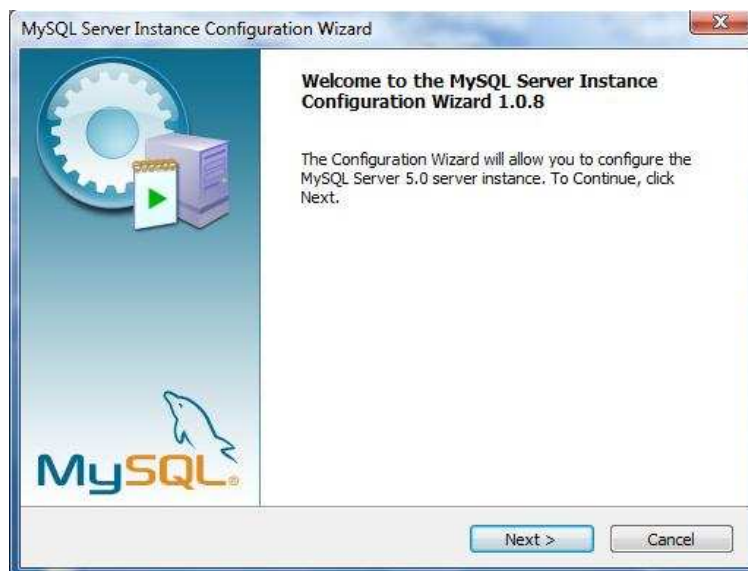 MySQL Server Instance Configuration Wizard
Welcome to the MySQL Server Instance
Configuration Wizard 1.0.8
The Configuration Wizard will allow you to configure the
MySQL Server 5.0 server instance. To Continue, click
Next.
MySQL®
Next >
Cancel